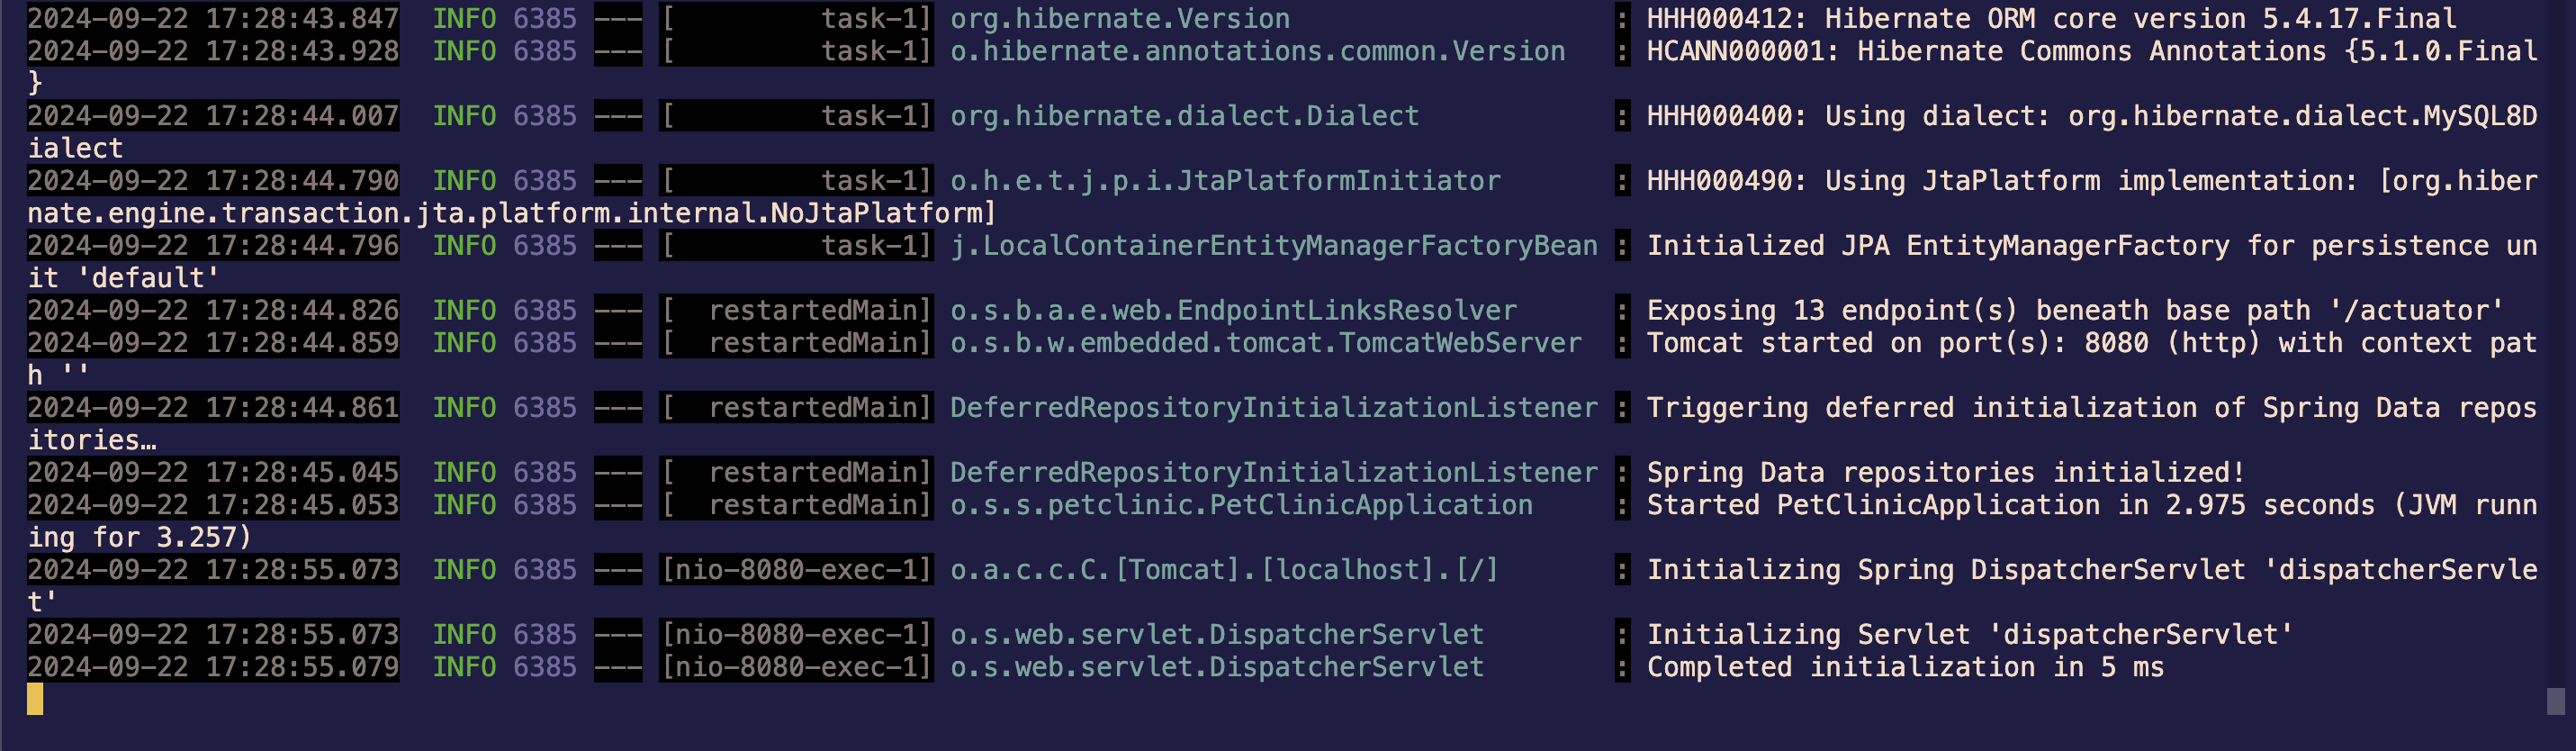 2024-09-22 17:28:43.847  INFO 6385 --- [         task-1] org.hibernate.Version                    : HHH000412: Hibernate ORM core version 5.4.17.Final
2024-09-22 17:28:43.928  INFO 6385 --- [         task-1] o.hibernate.annotations.common.Version   : HCANN000001: Hibernate Commons Annotations {5.1.0.Final
}
2024-09-22 17:28:44.007  INFO 6385 --- [         task-1] org.hibernate.dialect.Dialect            : HHH000400: Using dialect: org.hibernate.dialect.MySQL8D
ialect
2024-09-22 17:28:44.790  INFO 6385 --- [         task-1] o.h.e.t.j.p.i.JtaPlatformInitiator       : HHH000490: Using JtaPlatform implementation: [org.hiber
nate.engine.transaction.jta.platform.internal.NoJtaPlatform]
2024-09-22 17:28:44.796  INFO 6385 --- [         task-1] j.LocalContainerEntityManagerFactoryBean : Initialized JPA EntityManagerFactory for persistence un
it 'default'
2024-09-22 17:28:44.826  INFO 6385 --- [  restartedMain] o.s.b.a.e.web.EndpointLinksResolver      : Exposing 13 endpoint(s) beneath base path '/actuator'
2024-09-22 17:28:44.859  INFO 6385 --- [  restartedMain] o.s.b.w.embedded.tomcat.TomcatWebServer  : Tomcat started on port(s): 8080 (http) with context pat
h ''
2024-09-22 17:28:44.861  INFO 6385 --- [  restartedMain] DeferredRepositoryInitializationListener : Triggering deferred initialization of Spring Data repos
itories…
2024-09-22 17:28:45.045  INFO 6385 --- [  restartedMain] DeferredRepositoryInitializationListener : Spring Data repositories initialized!
2024-09-22 17:28:45.053  INFO 6385 --- [  restartedMain] o.s.s.petclinic.PetClinicApplication     : Started PetClinicApplication in 2.975 seconds (JVM runn
ing for 3.257)
2024-09-22 17:28:55.073  INFO 6385 --- [nio-8080-exec-1] o.a.c.c.C.[Tomcat].[localhost].[/]       : Initializing Spring DispatcherServlet 'dispatcherServle
t'
2024-09-22 17:28:55.073  INFO 6385 --- [nio-8080-exec-1] o.s.web.servlet.DispatcherServlet        : Initializing Servlet 'dispatcherServlet'
2024-09-22 17:28:55.079  INFO 6385 --- [nio-8080-exec-1] o.s.web.servlet.DispatcherServlet        : Completed initialization in 5 ms